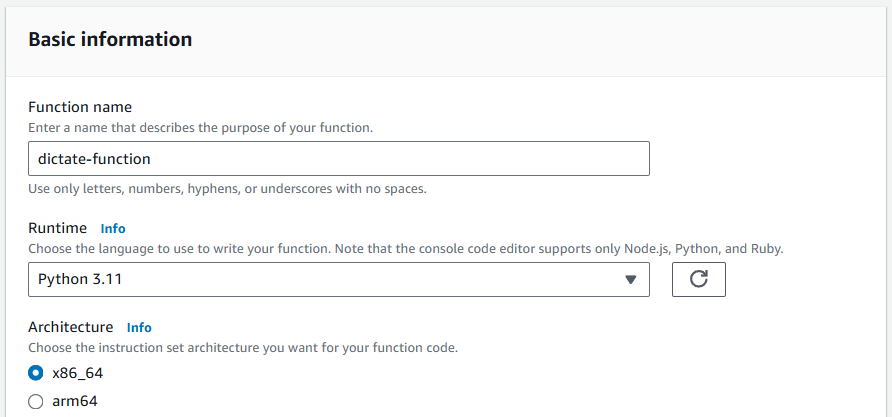 Basic information
Function name
Enter a name that describes the purpose of your function.
dictate-function
Use only letters, numbers, hyphens, or underscores with no spaces.
Runtime Info
Choose the language to use to write your function. Note that the console code editor supports only Node.js, Python, and Ruby.
Python 3.11
Architecture Info
Choose the instruction set architecture you want for your function code.
x86_64
arm64